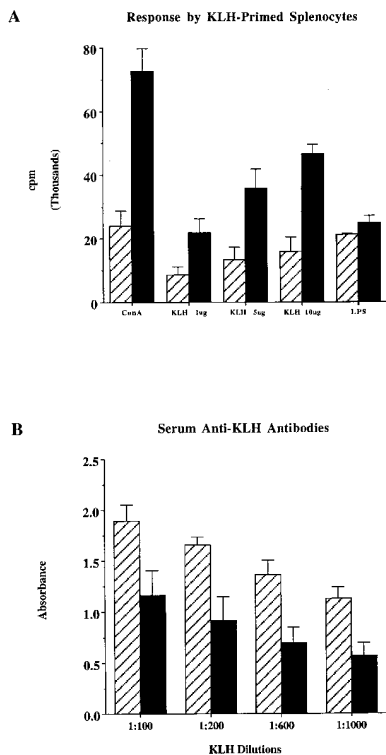 A
Response by KLH-Primed Splenocytes
80
60
40
20
0
cpm
(Thousands)
ConA
KLH 1ug
KLH 5ug
KLH 10ug
LPS
B
Serum Anti-KLH Antibodies
2.5
2.0
1.5
1.0
0.5
0.0
Absorbance
1:100
1:200
1:600
1:1000
KLH Dilutions